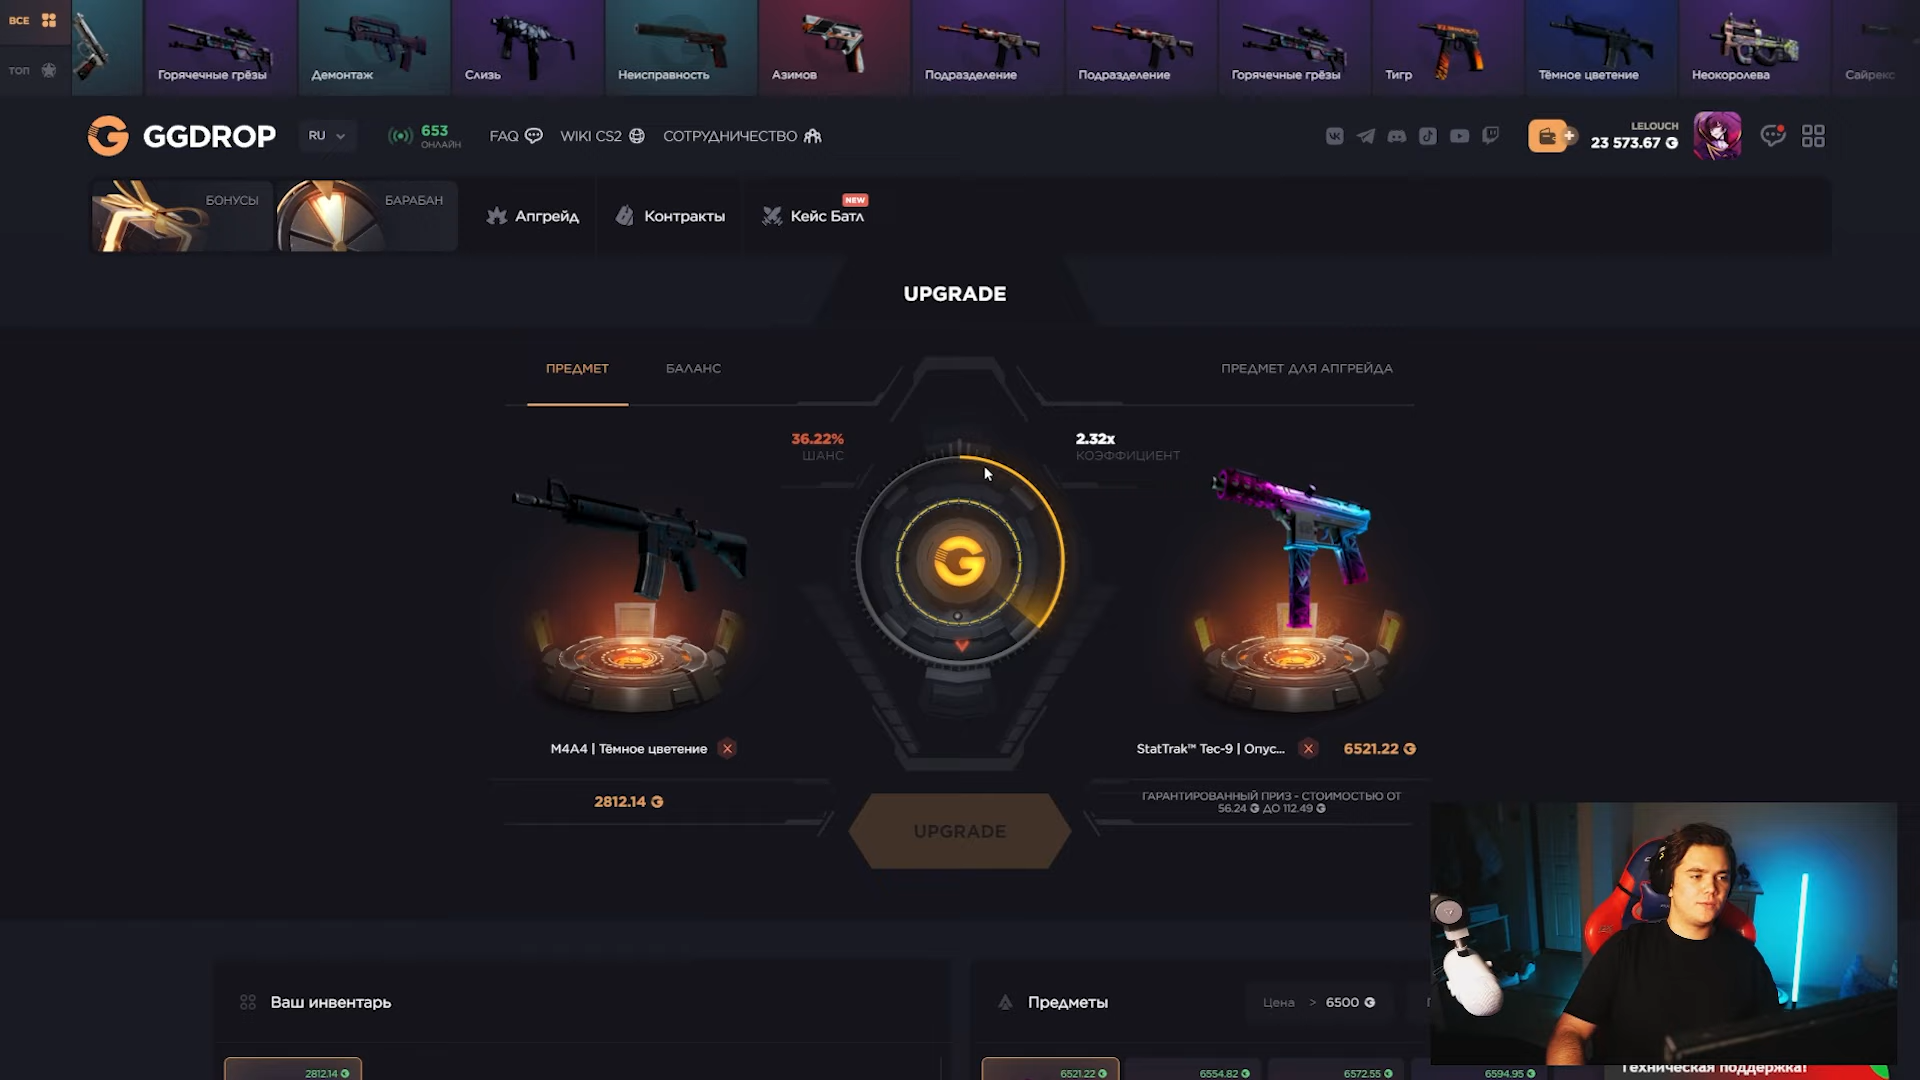 ВСЕ
ТОП
Горячечные грёзы
Демонтаж
Слизь
Неисправность
Азимов
Подразделение
Подразделение
Горячечные грёзы
Тигр
Тёмное цветение
Неокоролева
Сайрекс
GGDROP
RU
653
ОНЛАЙН
FAQ
WIKI CS2
СОТРУДНИЧЕСТВО
LELOUCH
23 573.67
БОНУСЫ
БАРАБАН
Апгрейд
Контракты
Кейс Батл
NEW
UPGRADE
ПРЕДМЕТ
БАЛАНС
ПРЕДМЕТ ДЛЯ АПГРЕЙДА
36.22%
ШАНС
2.32x
КОЭФФИЦИЕНТ
M4A4 | Тёмное цветение
StatTrak™ Tec-9 | Опус...
6521.22
2812.14
ГАРАНТИРОВАННЫЙ ПРИЗ - СТОИМОСТЬЮ ОТ
56.24 ДО 112.49
UPGRADE
Ваш инвентарь
Предметы
Цена > 6500
2812.14
6521.22
6554.82
6572.55
6594.95
Техническая поддержка!